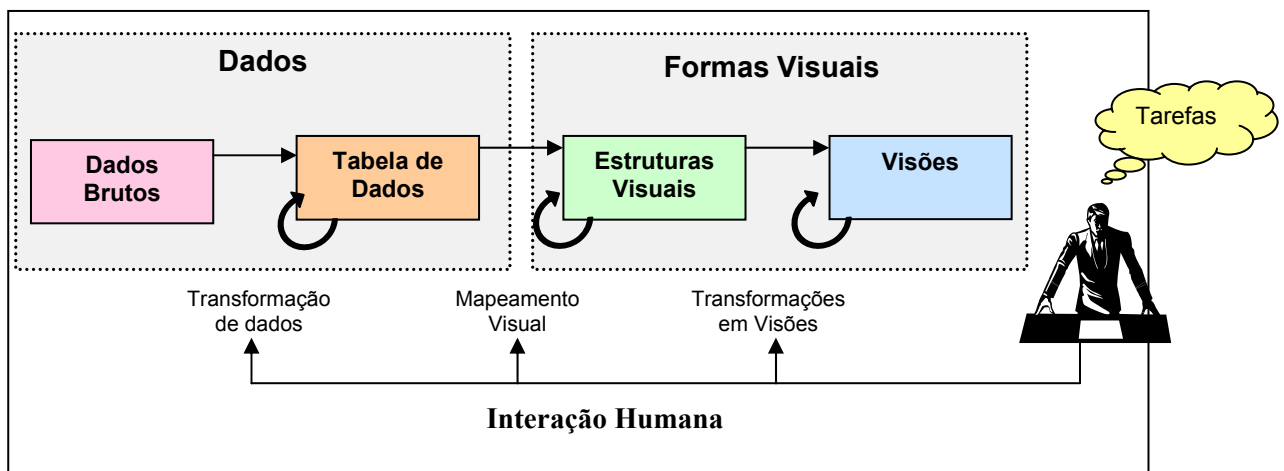 Dados
Formas Visuais
Tarefas
Dados
Brutos
Tabela de
Dados
Estruturas
Visuais
Visões
Transformação
de dados
Mapeamento
Visual
Transformações
em Visões
Interação Humana